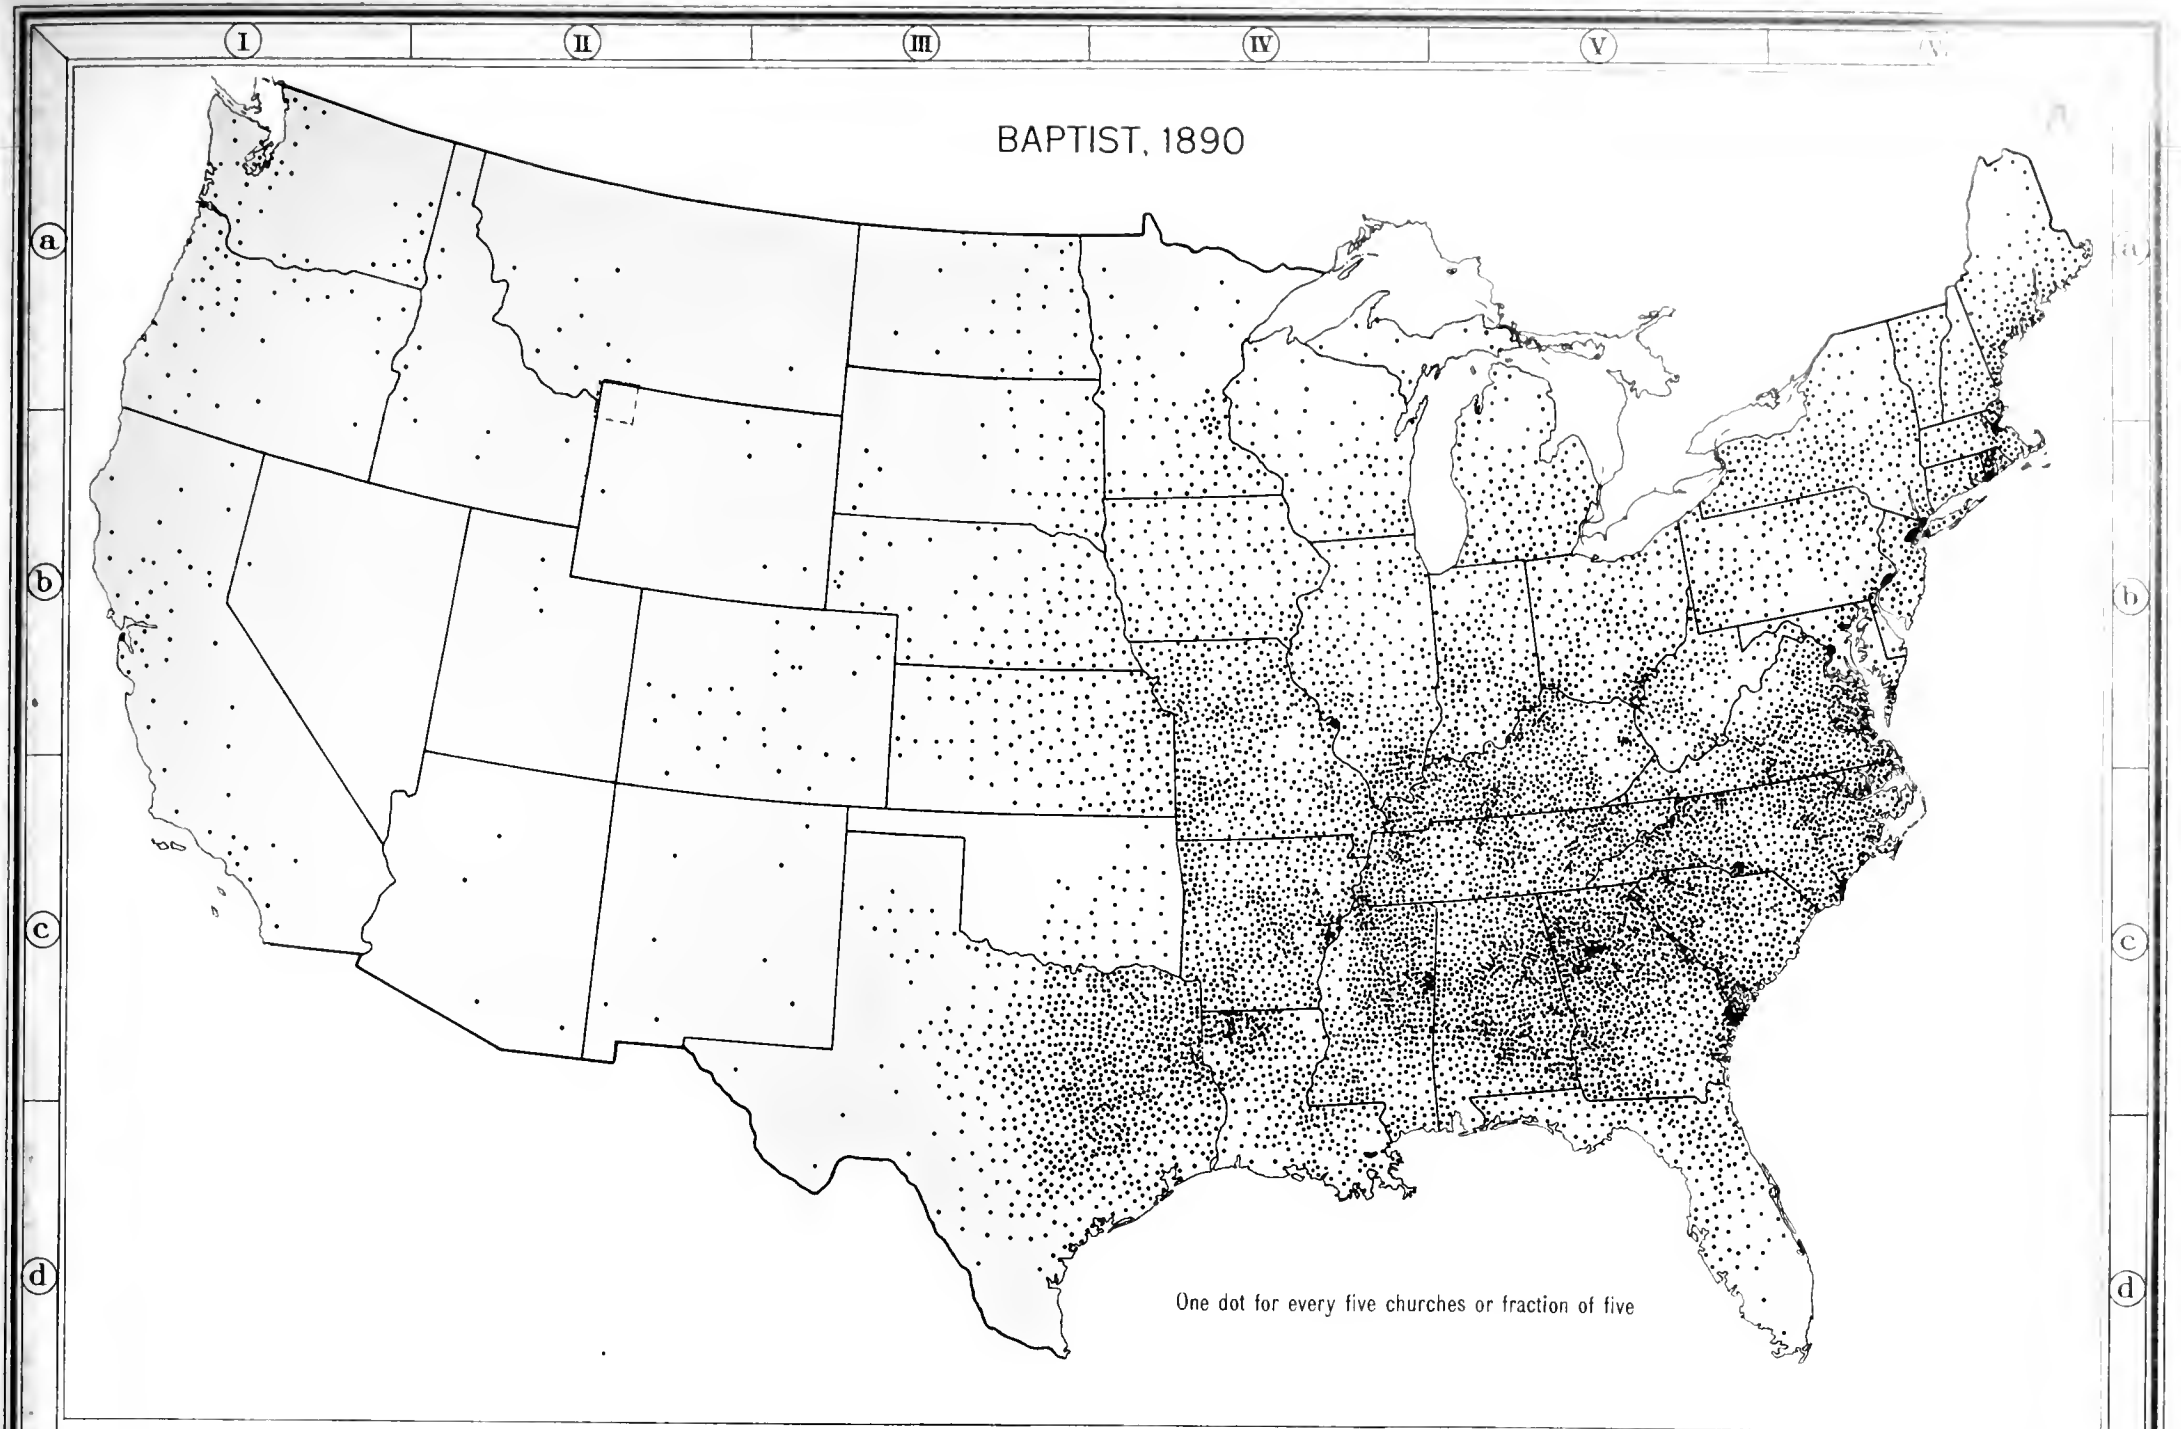 I II III IV V
BAPTIST, 1890
a a
b b
c c
d d
One dot for every five churches or fraction of five